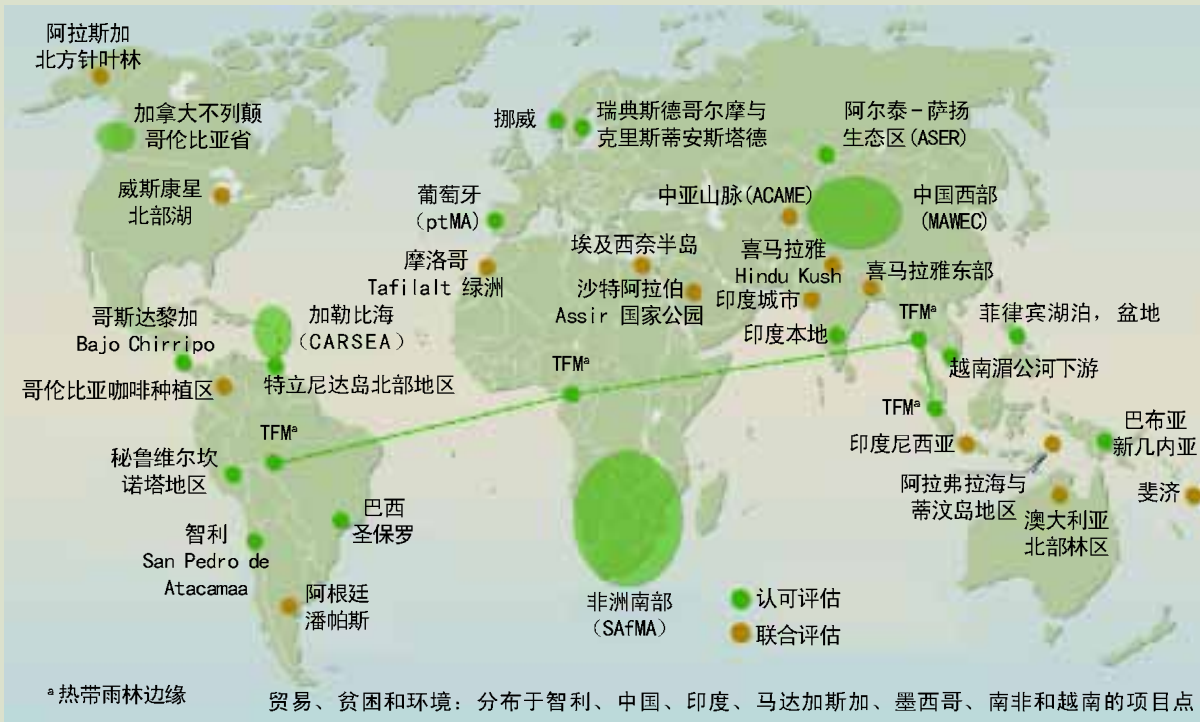 阿拉斯加
北方针叶林
加拿大不列颠
哥伦比亚省
威斯康星
北部湖
挪威
瑞典斯德哥尔摩与
克里斯蒂安斯塔德
阿尔泰-萨扬
生态区(ASER)
葡萄牙
(ptMA)
中亚山脉(ACAME)
中国西部
(MAWEC)
摩洛哥
Tafilalt 绿洲
埃及西奈半岛
沙特阿拉伯
Assir 国家公园
喜马拉雅
Hindu Kush
喜马拉雅东部
印度城市
印度本地
哥斯达黎加
Bajo Chirripo
加勒比海
(CARSEA)
TFMᵃ
菲律宾湖泊，盆地
越南湄公河下游
哥伦比亚咖啡种植区
特立尼达岛北部地区
TFMᵃ
TFMᵃ
TFMᵃ
秘鲁维尔坎
诺塔地区
印度尼西亚
巴布亚
新几内亚
阿拉弗拉海与
蒂汶岛地区
澳大利亚
北部林区
斐济
智利
San Pedro de
Atacamaa
巴西
圣保罗
阿根廷
潘帕斯
非洲南部
(SAfMA)
认可评估
联合评估
ᵃ热带雨林边缘
贸易、贫困和环境：分布于智利、中国、印度、马达加斯加、墨西哥、南非和越南的项目点